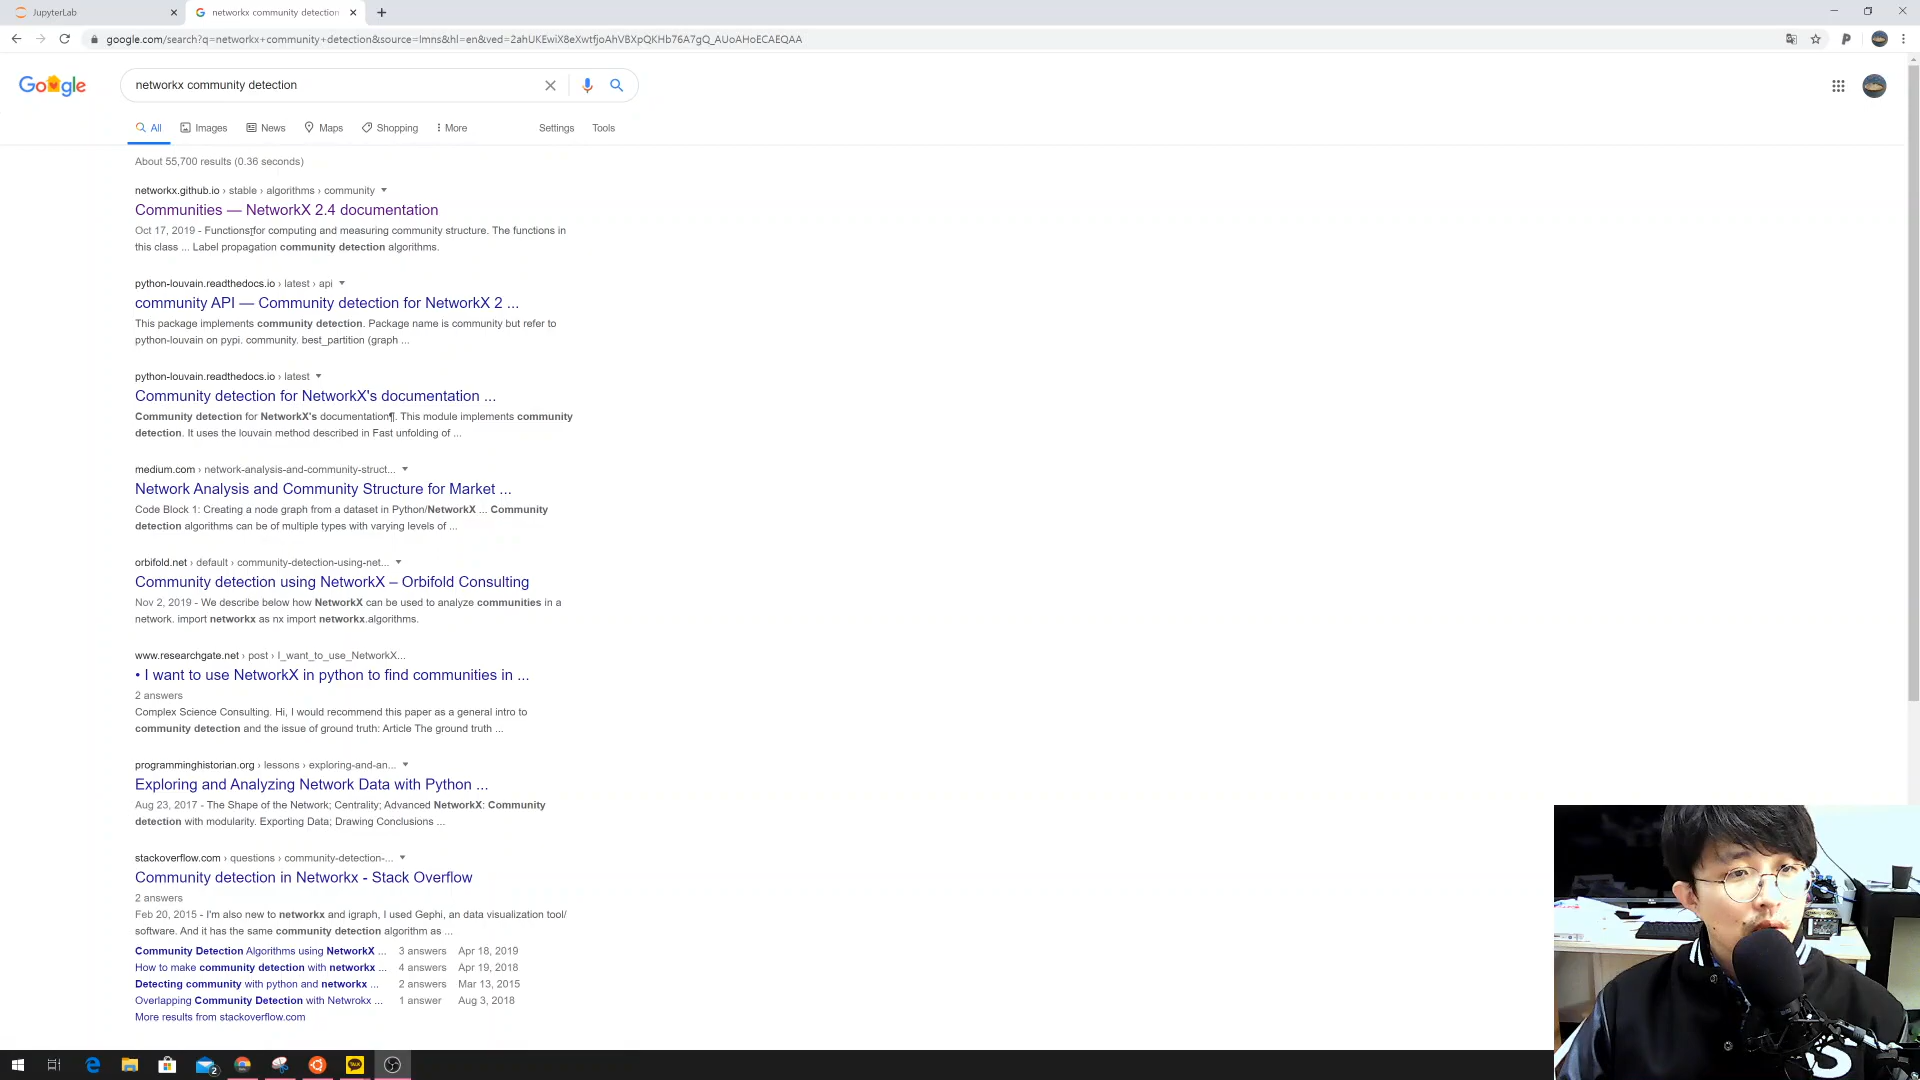 JupyterLab
networkx community detection
google.com/search?q=networkx+community+detection&source=lmns&hl=en&ved=2ahUKEwiX8eXwtfjoAhVBXpQKHb76A7gQ_AUoAHoECAEQAA
Google
networkx community detection
All Images News Maps Shopping More Settings Tools
About 55,700 results (0.36 seconds)
networkx.github.io › stable › algorithms › community
Communities — NetworkX 2.4 documentation
Oct 17, 2019 - Functions for computing and measuring community structure. The functions in
this class ... Label propagation community detection algorithms.
python-louvain.readthedocs.io › latest › api
community API — Community detection for NetworkX 2 ...
This package implements community detection. Package name is community but refer to
python-louvain on pypi. community. best_partition (graph ...
python-louvain.readthedocs.io › latest
Community detection for NetworkX's documentation ...
Community detection for NetworkX's documentation¶. This module implements community
detection. It uses the louvain method described in Fast unfolding of ...
medium.com › network-analysis-and-community-struct...
Network Analysis and Community Structure for Market ...
Code Block 1: Creating a node graph from a dataset in Python/NetworkX ... Community
detection algorithms can be of multiple types with varying levels of ...
orbifold.net › default › community-detection-using-net...
Community detection using NetworkX – Orbifold Consulting
Nov 2, 2019 - We describe below how NetworkX can be used to analyze communities in a
network. import networkx as nx import networkx.algorithms.
www.researchgate.net › post › I_want_to_use_NetworkX...
• I want to use NetworkX in python to find communities in ...
2 answers
Complex Science Consulting. Hi, I would recommend this paper as a general intro to
community detection and the issue of ground truth: Article The ground truth ...
programminghistorian.org › lessons › exploring-and-an...
Exploring and Analyzing Network Data with Python ...
Aug 23, 2017 - The Shape of the Network; Centrality; Advanced NetworkX: Community
detection with modularity. Exporting Data; Drawing Conclusions ...
stackoverflow.com › questions › community-detection-...
Community detection in Networkx - Stack Overflow
2 answers
Feb 20, 2015 - I'm also new to networkx and igraph, I used Gephi, an data visualization tool/
software. And it has the same community detection algorithm as ...
Community Detection Algorithms using NetworkX ... 3 answers Apr 18, 2019
How to make community detection with networkx ... 4 answers Apr 19, 2018
Detecting community with python and networkx ... 2 answers Mar 13, 2015
Overlapping Community Detection with Netwrokx ... 1 answer Aug 3, 2018
More results from stackoverflow.com
2
TALK
S